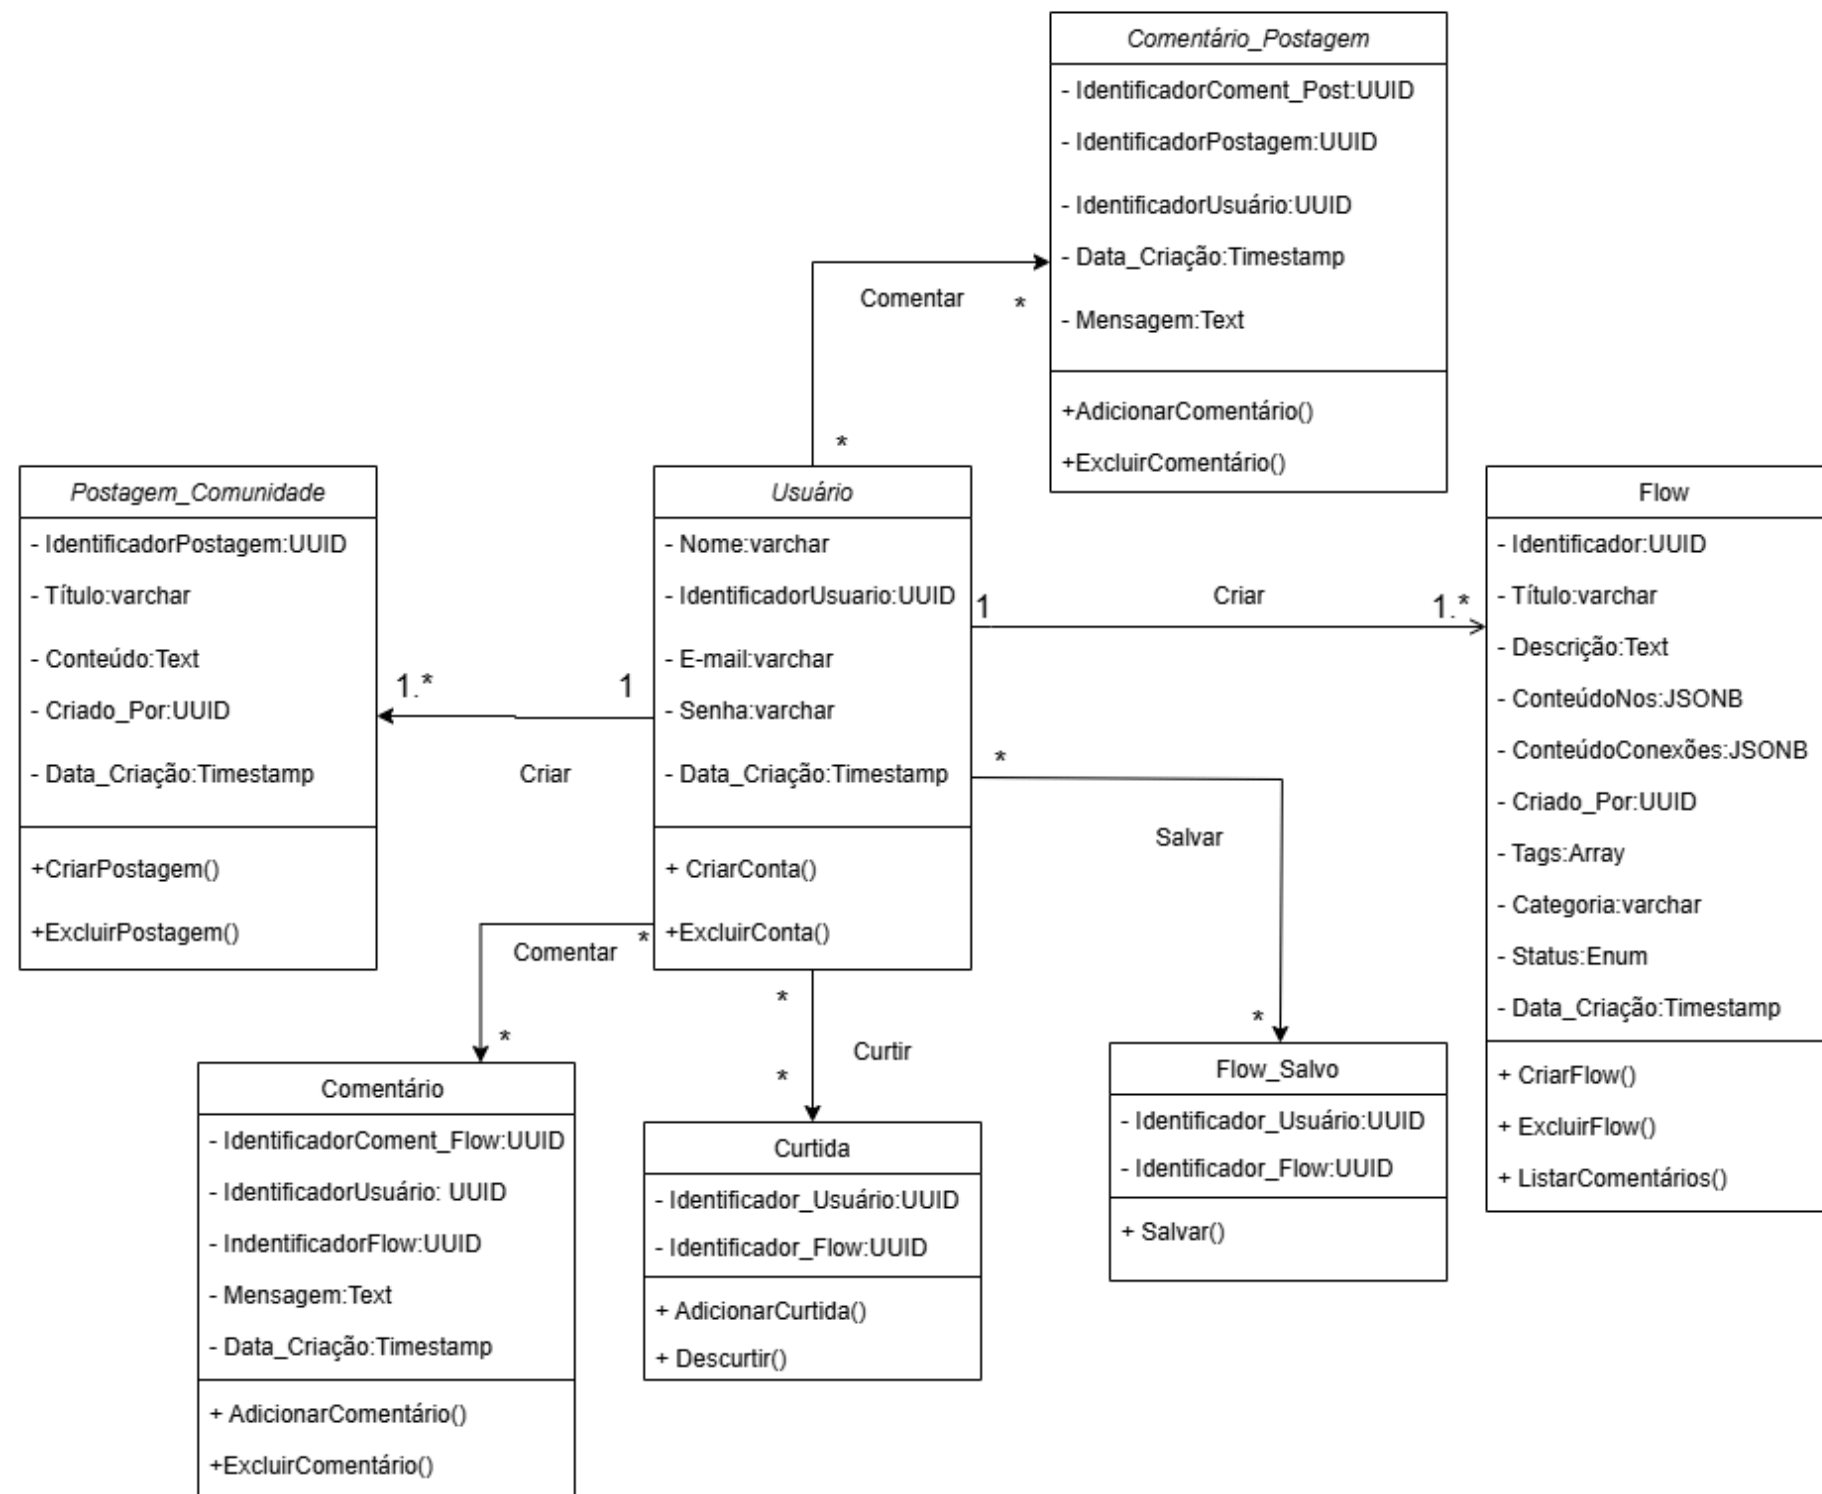 Comentário_Postagem
- IdentificadorComent_Post:UUID
- IdentificadorPostagem:UUID
- IdentificadorUsuário:UUID
- Data_Criação:Timestamp
- Mensagem:Text
+AdicionarComentário()
+ExcluirComentário()
Comentar
*
*
Postagem_Comunidade
- IdentificadorPostagem:UUID
- Título:varchar
- Conteúdo:Text
- Criado_Por:UUID
- Data_Criação:Timestamp
+CriarPostagem()
+ExcluirPostagem()
1.*
1
Criar
Usuário
- Nome:varchar
- IdentificadorUsuario:UUID
- E-mail:varchar
- Senha:varchar
- Data_Criação:Timestamp
+ CriarConta()
+ExcluirConta()
1
Criar
1.*
Flow
- Identificador:UUID
- Título:varchar
- Descrição:Text
- ConteúdoNos:JSONB
- ConteúdoConexões:JSONB
- Criado_Por:UUID
- Tags:Array
- Categoria:varchar
- Status:Enum
- Data_Criação:Timestamp
+ CriarFlow()
+ ExcluirFlow()
+ ListarComentários()
*
Salvar
*
Comentar
*
*
*
Curtir
*
Comentário
- IdentificadorComent_Flow:UUID
- IdentificadorUsuário: UUID
- IndentificadorFlow:UUID
- Mensagem:Text
- Data_Criação:Timestamp
+ AdicionarComentário()
+ExcluirComentário()
Curtida
- Identificador_Usuário:UUID
- Identificador_Flow:UUID
+ AdicionarCurtida()
+ Descurtir()
Flow_Salvo
- Identificador_Usuário:UUID
- Identificador_Flow:UUID
+ Salvar()